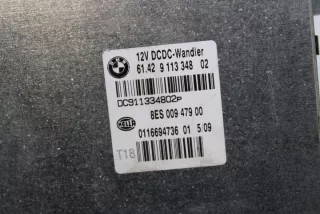 12V DCDC-Wandler
61.42 9 113 348 02
DC911334802P
8ES 009 479 00
HELLA
0116694736 01 5/09
T18